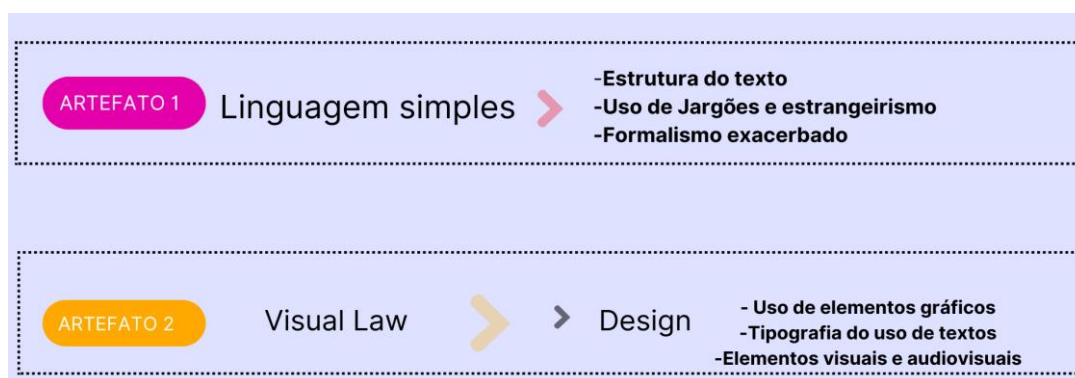 ARTEFATO 1
Linguagem simples
-Estrutura do texto
-Uso de Jargões e estrangeirismo
-Formalismo exacerbado
ARTEFATO 2
Visual Law
Design
- Uso de elementos gráficos
-Tipografia do uso de textos
-Elementos visuais e audiovisuais